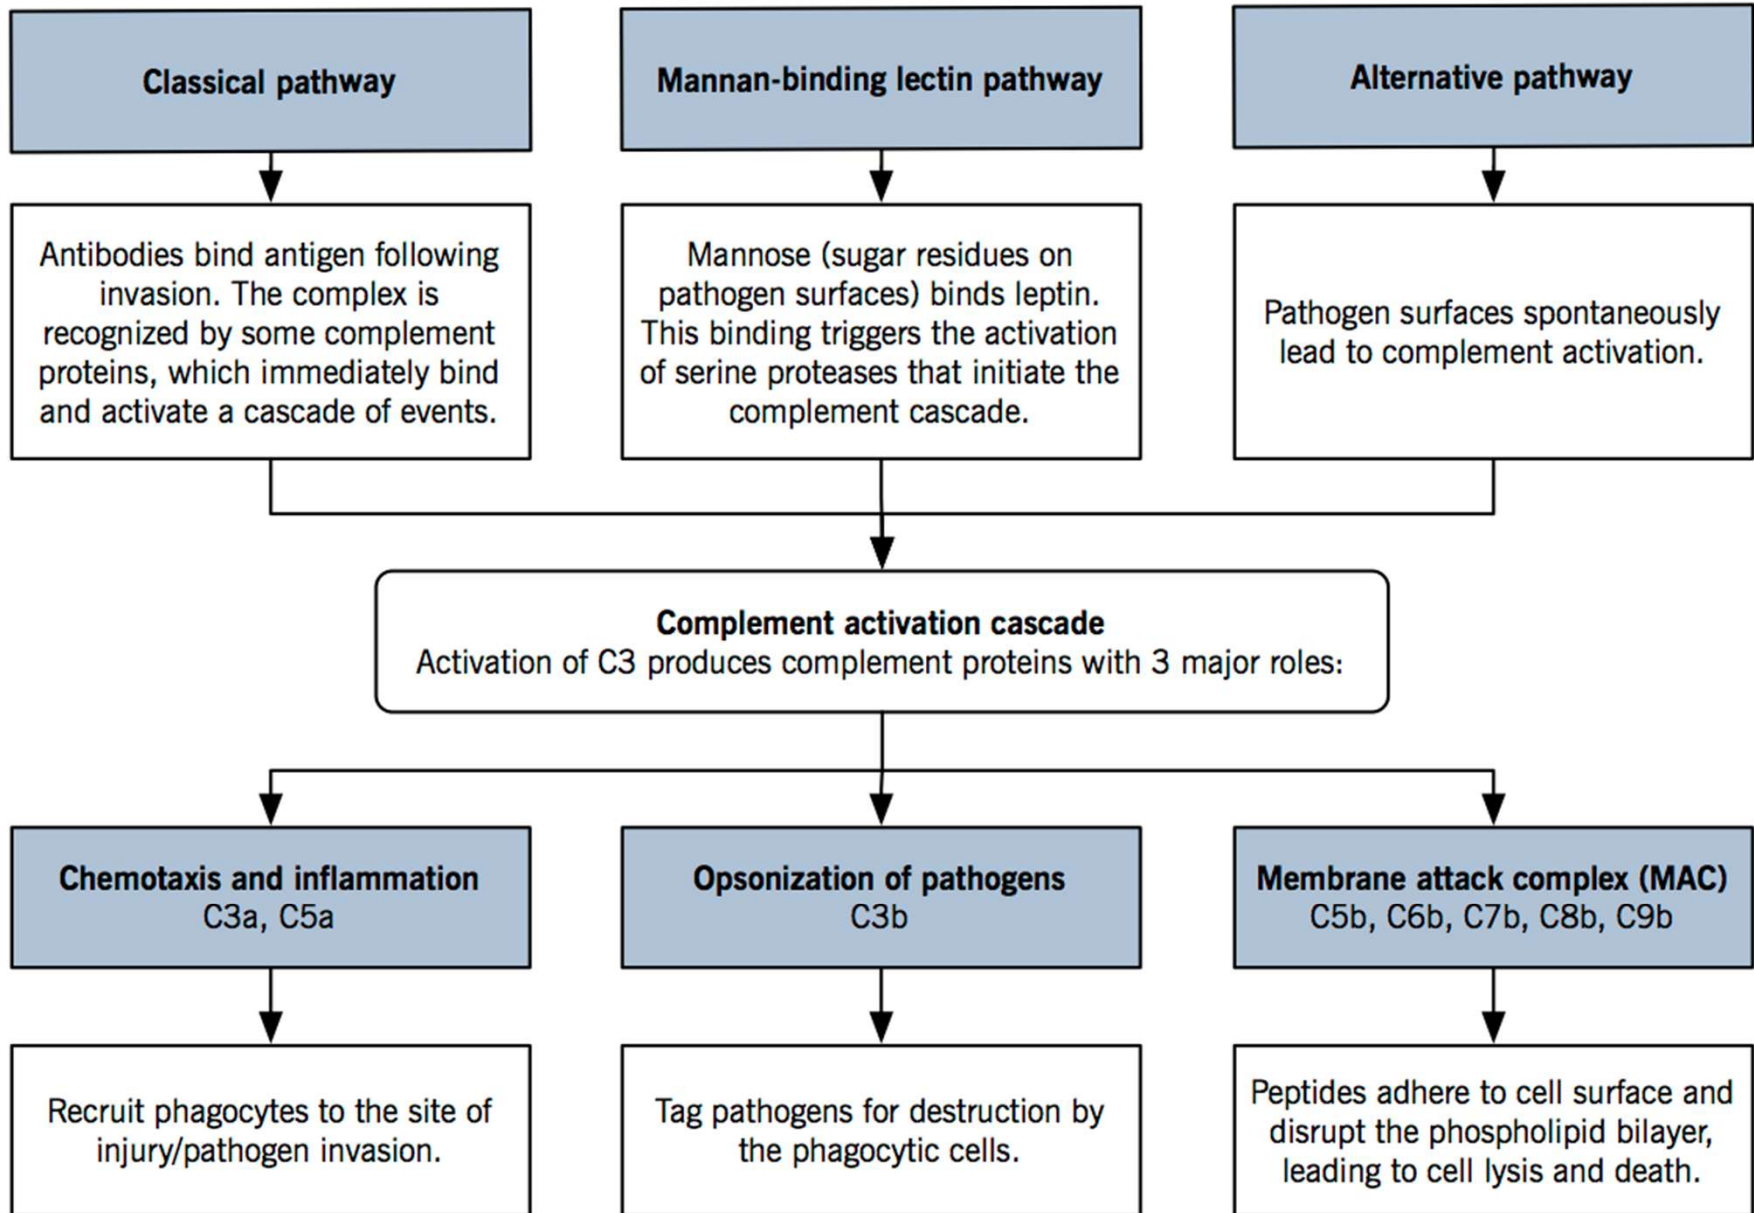 Classical pathway
Mannan-binding lectin pathway
Alternative pathway
Antibodies bind antigen following
invasion. The complex is
recognized by some complement
proteins, which immediately bind
and activate a cascade of events.
Mannose (sugar residues on
pathogen surfaces) binds leptin.
This binding triggers the activation
of serine proteases that initiate the
complement cascade.
Pathogen surfaces spontaneously
lead to complement activation.
Complement activation cascade
Activation of C3 produces complement proteins with 3 major roles:
Chemotaxis and inflammation
C3a, C5a
Opsonization of pathogens
C3b
Membrane attack complex (MAC)
C5b, C6b, C7b, C8b, C9b
Recruit phagocytes to the site of
injury/pathogen invasion.
Tag pathogens for destruction by
the phagocytic cells.
Peptides adhere to cell surface and
disrupt the phospholipid bilayer,
leading to cell lysis and death.